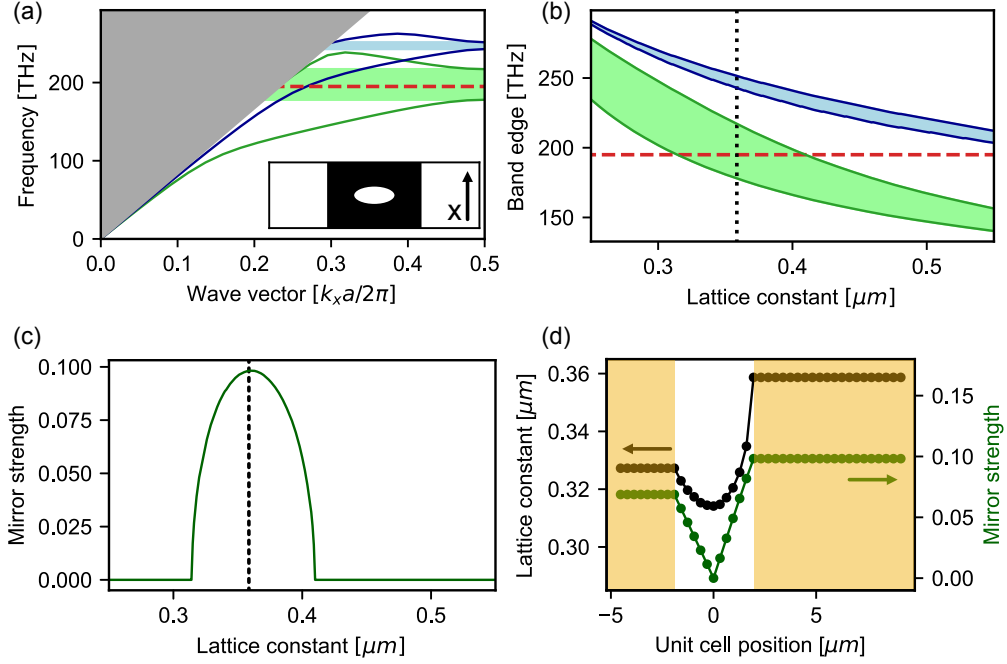 (a)
Frequency [THz]
200
100
0
0.0 0.1 0.2 0.3 0.4 0.5
Wave vector [k_x a/2π]
X
(b)
Band edge [THz]
250
200
150
0.3 0.4 0.5
Lattice constant [μm]
(c)
Mirror strength
0.100
0.075
0.050
0.025
0.000
0.3 0.4 0.5
Lattice constant [μm]
(d)
Lattice constant [μm]
0.36
0.34
0.32
0.30
−5 0 5
Unit cell position [μm]
0.15
0.10
0.05
0.00
Mirror strength